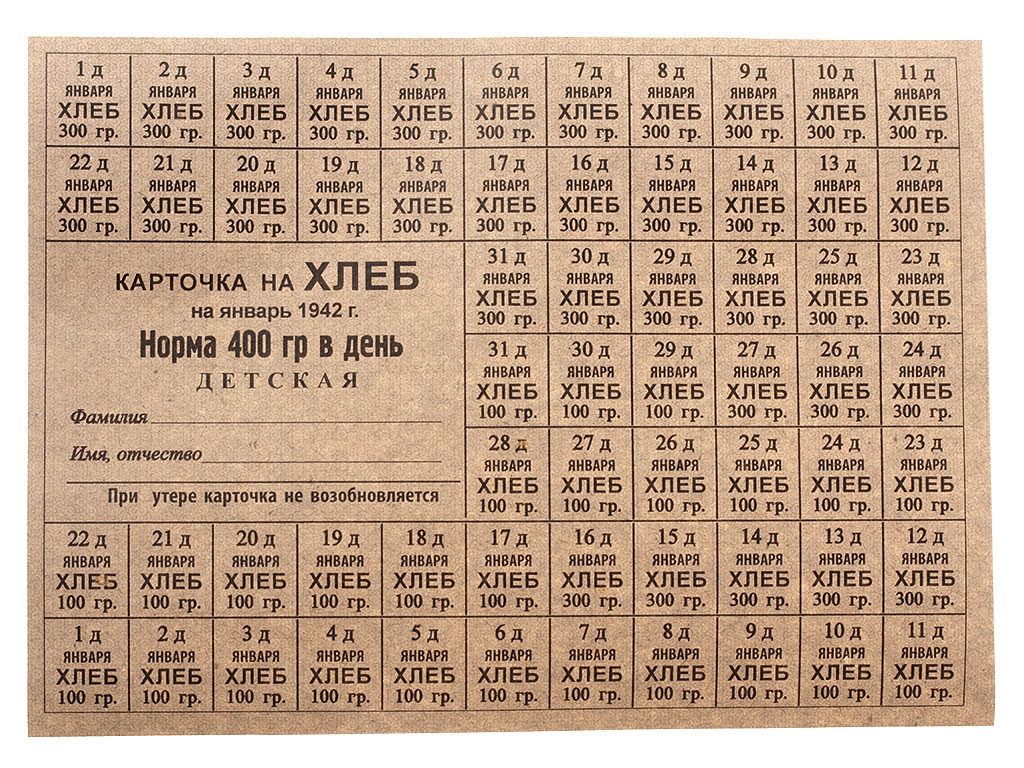 1 д 2 д 3 д 4 д 5 д 6 д 7 д 8 д 9 д 10 д 11 д
ЯНВАРЯ ЯНВАРЯ ЯНВАРЯ ЯНВАРЯ ЯНВАРЯ ЯНВАРЯ ЯНВАРЯ ЯНВАРЯ ЯНВАРЯ ЯНВАРЯ ЯНВАРЯ
ХЛЕБ ХЛЕБ ХЛЕБ ХЛЕБ ХЛЕБ ХЛЕБ ХЛЕБ ХЛЕБ ХЛЕБ ХЛЕБ ХЛЕБ
300 гр. 300 гр. 300 гр. 300 гр. 300 гр. 300 гр. 300 гр. 300 гр. 300 гр. 300 гр. 300 гр.
22 д 21 д 20 д 19 д 18 д 17 д 16 д 15 д 14 д 13 д 12 д
ЯНВАРЯ ЯНВАРЯ ЯНВАРЯ ЯНВАРЯ ЯНВАРЯ ЯНВАРЯ ЯНВАРЯ ЯНВАРЯ ЯНВАРЯ ЯНВАРЯ ЯНВАРЯ
ХЛЕБ ХЛЕБ ХЛЕБ ХЛЕБ ХЛЕБ ХЛЕБ ХЛЕБ ХЛЕБ ХЛЕБ ХЛЕБ ХЛЕБ
300 гр. 300 гр. 300 гр. 300 гр. 300 гр. 300 гр. 300 гр. 300 гр. 300 гр. 300 гр. 300 гр.
КАРТОЧКА НА ХЛЕБ
на январь 1942 г.
Норма 400 гр в день
ДЕТСКАЯ
Фамилия
Имя, отчество
При утере карточка не возобновляется
31 д 30 д 29 д 28 д 25 д 23 д
ЯНВАРЯ ЯНВАРЯ ЯНВАРЯ ЯНВАРЯ ЯНВАРЯ ЯНВАРЯ
ХЛЕБ ХЛЕБ ХЛЕБ ХЛЕБ ХЛЕБ ХЛЕБ
300 гр. 300 гр. 300 гр. 300 гр. 300 гр. 300 гр.
31 д 30 д 29 д 27 д 26 д 24 д
ЯНВАРЯ ЯНВАРЯ ЯНВАРЯ ЯНВАРЯ ЯНВАРЯ ЯНВАРЯ
ХЛЕБ ХЛЕБ ХЛЕБ ХЛЕБ ХЛЕБ ХЛЕБ
100 гр. 100 гр. 100 гр. 300 гр. 300 гр. 300 гр.
28 д 27 д 26 д 25 д 24 д 23 д
ЯНВАРЯ ЯНВАРЯ ЯНВАРЯ ЯНВАРЯ ЯНВАРЯ ЯНВАРЯ
ХЛЕБ ХЛЕБ ХЛЕБ ХЛЕБ ХЛЕБ ХЛЕБ
100 гр. 100 гр. 100 гр. 100 гр. 100 гр. 100 гр.
22 д 21 д 20 д 19 д 18 д 17 д 16 д 15 д 14 д 13 д 12 д
ЯНВАРЯ ЯНВАРЯ ЯНВАРЯ ЯНВАРЯ ЯНВАРЯ ЯНВАРЯ ЯНВАРЯ ЯНВАРЯ ЯНВАРЯ ЯНВАРЯ ЯНВАРЯ
ХЛЕБ ХЛЕБ ХЛЕБ ХЛЕБ ХЛЕБ ХЛЕБ ХЛЕБ ХЛЕБ ХЛЕБ ХЛЕБ ХЛЕБ
100 гр. 100 гр. 100 гр. 100 гр. 100 гр. 100 гр. 300 гр. 300 гр. 300 гр. 300 гр. 300 гр.
1 д 2 д 3 д 4 д 5 д 6 д 7 д 8 д 9 д 10 д 11 д
ЯНВАРЯ ЯНВАРЯ ЯНВАРЯ ЯНВАРЯ ЯНВАРЯ ЯНВАРЯ ЯНВАРЯ ЯНВАРЯ ЯНВАРЯ ЯНВАРЯ ЯНВАРЯ
ХЛЕБ ХЛЕБ ХЛЕБ ХЛЕБ ХЛЕБ ХЛЕБ ХЛЕБ ХЛЕБ ХЛЕБ ХЛЕБ ХЛЕБ
100 гр. 100 гр. 100 гр. 100 гр. 100 гр. 100 гр. 100 гр. 100 гр. 100 гр. 100 гр. 100 гр.